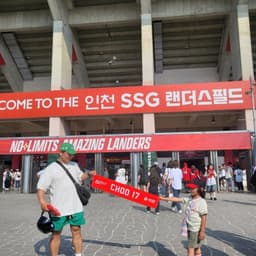 COME TO THE 인천 SSG 랜더스필드
NO LIMITS AMAZING LANDERS
CHOO 17